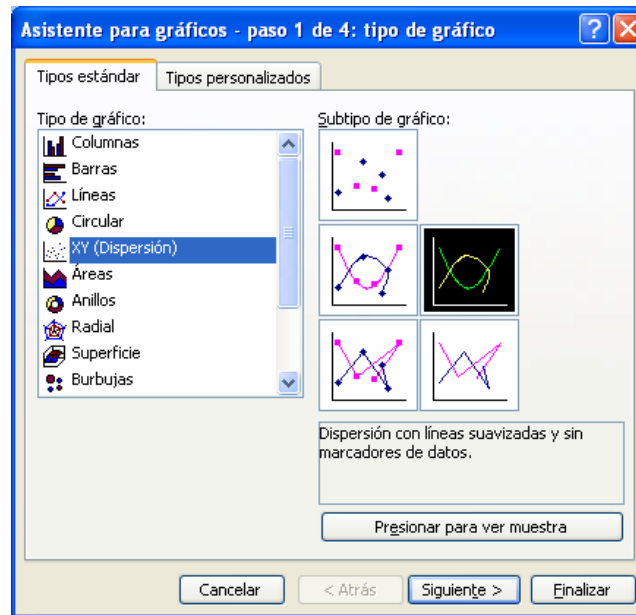 Asistente para gráficos - paso 1 de 4: tipo de gráfico
Tipos estándar
Tipos personalizados
Tipo de gráfico:
Columnas
Barras
Líneas
Circular
XY (Dispersión)
Áreas
Anillos
Radial
Superficie
Burbujas
Subtipo de gráfico:
Dispersión con líneas suavizadas y sin
marcadores de datos.
Presionar para ver muestra
Cancelar
< Atrás
Siguiente >
Finalizar